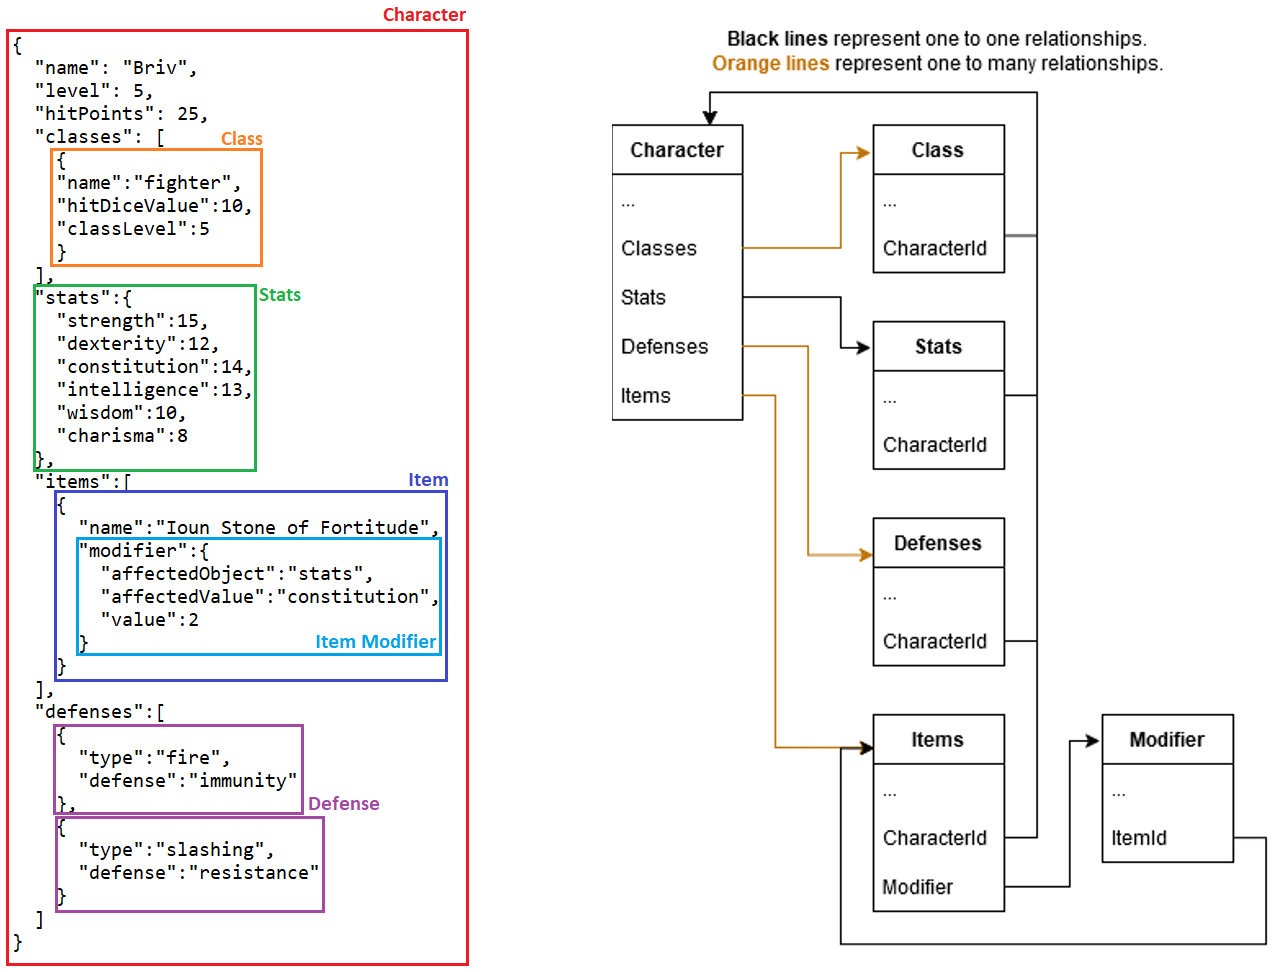 Character
{
"name": "Briv",
"level": 5,
"hitPoints": 25,
"classes": [
Class
{
"name":"fighter",
"hitDiceValue":10,
"classLevel":5
}
],
"stats":{
Stats
"strength":15,
"dexterity":12,
"constitution":14,
"intelligence":13,
"wisdom":10,
"charisma":8
},
"items":[
Item
{
"name":"Ioun Stone of Fortitude",
"modifier":{
"affectedObject":"stats",
"affectedValue":"constitution",
"value":2
}
Item Modifier
}
],
"defenses":[
{
"type":"fire",
"defense":"immunity"
},
Defense
{
"type":"slashing",
"defense":"resistance"
}
]
}
Black lines represent one to one relationships.
Orange lines represent one to many relationships.
Character
...
Classes
Stats
Defenses
Items
Class
...
CharacterId
Stats
...
CharacterId
Defenses
...
CharacterId
Items
...
CharacterId
Modifier
Modifier
...
ItemId